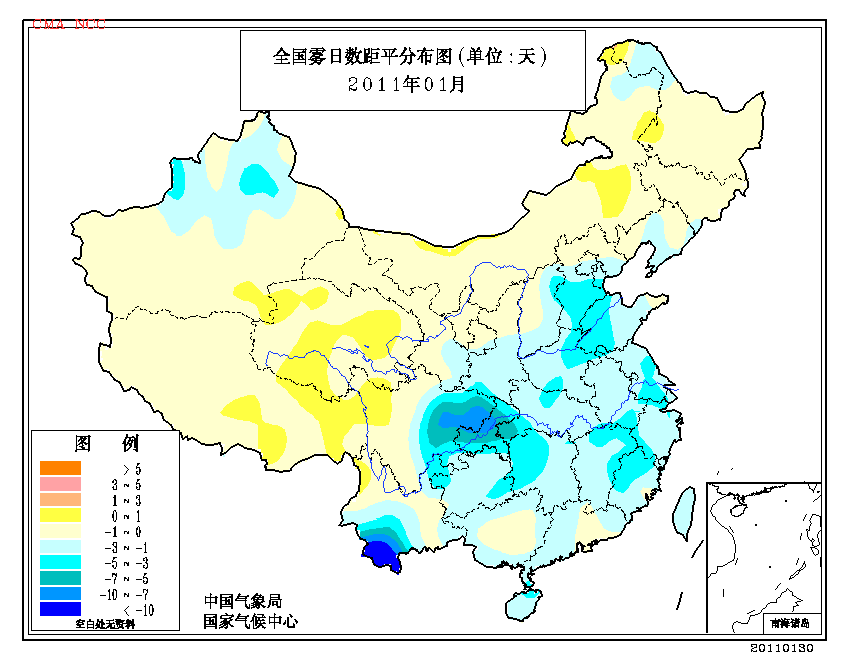 CMA NCC
全国雾日数距平分布图(单位:天)
2011年01月
图 例
> 5
3 ~ 5
1 ~ 3
0 ~ 1
-1 ~ 0
-3 ~ -1
-5 ~ -3
-7 ~ -5
-10 ~ -7
< -10
空白处无资料
中国气象局
国家气候中心
南海诸岛
20110130